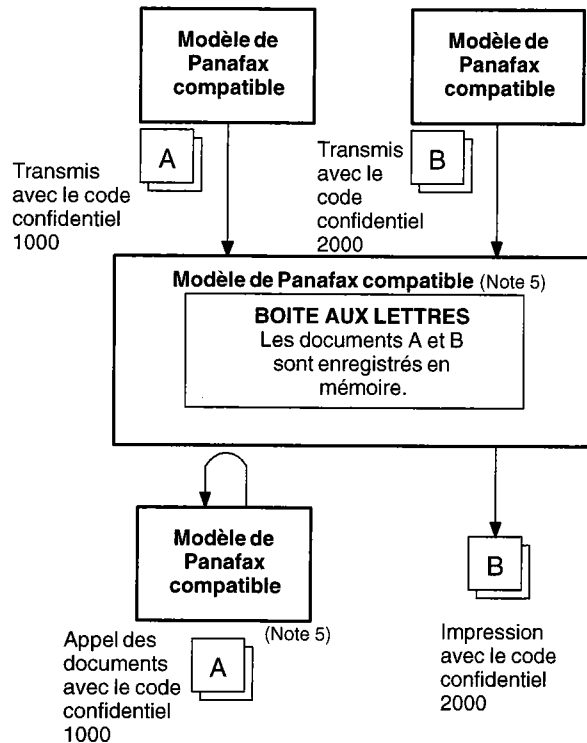 Modèle de
Panafax
compatible
Modèle de
Panafax
compatible
A
Transmis
avec le code
confidentiel
1000
B
Transmis
avec le
code
confidentiel
2000
Modèle de Panafax compatible (Note 5)
BOITE AUX LETTRES
Les documents A et B
sont enregistrés en
mémoire.
Modèle de
Panafax
compatible
(Note 5)
Appel des
documents
avec le code
confidentiel
1000
A
B
Impression
avec le code
confidentiel
2000